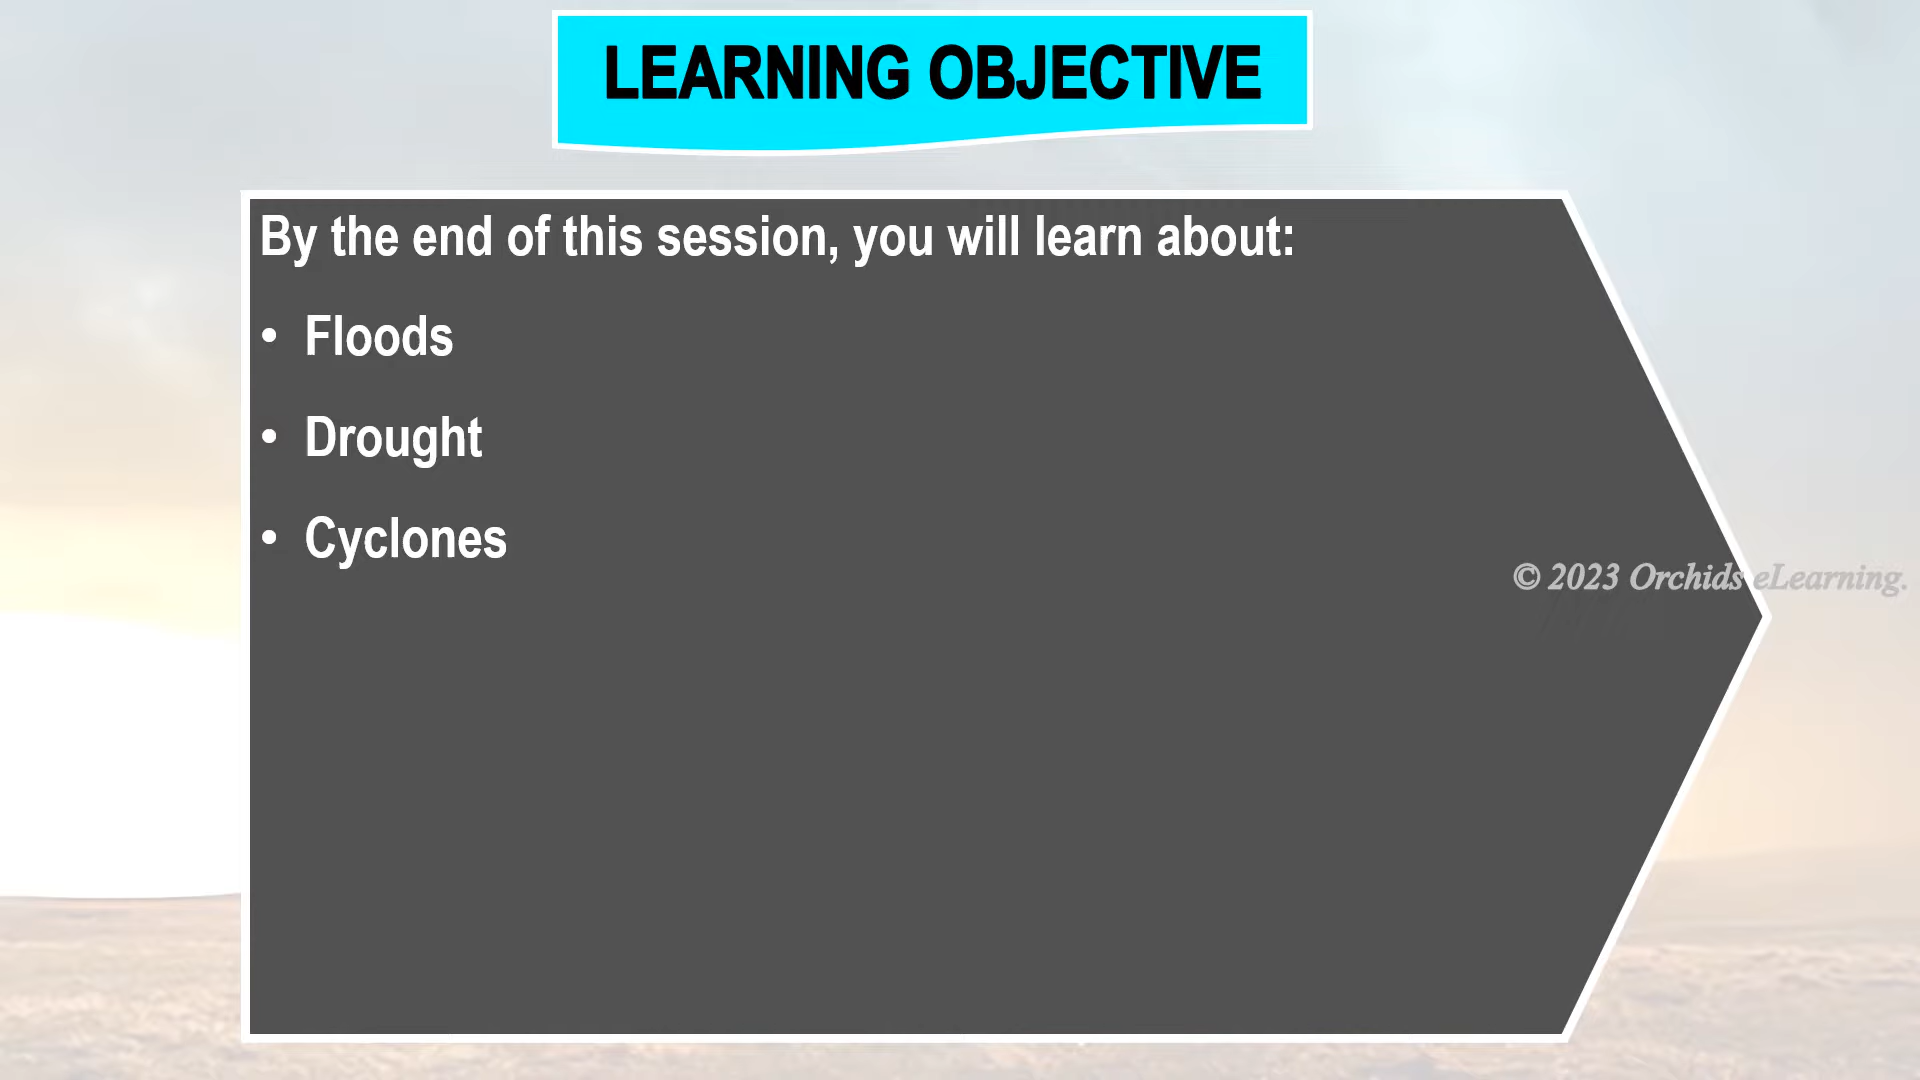 LEARNING OBJECTIVE
By the end of this session, you will learn about:
• Floods
• Drought
• Cyclones
© 2023 Orchids eLearning.